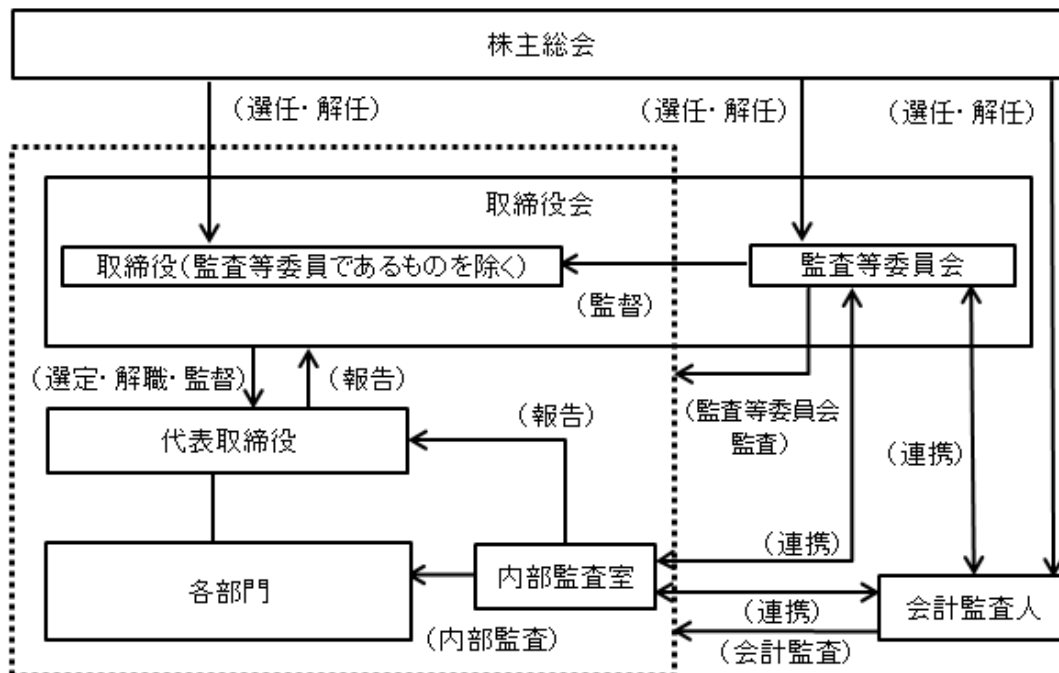 株主総会
（選任・解任）
（選任・解任）
（選任・解任）
取締役会
取締役（監査等委員であるものを除く）
監査等委員会
（監督）
（選定・解職・監督）
（報告）
（監査等委員会
監査）
代表取締役
（報告）
（連携）
（連携）
各部門
内部監査室
会計監査人
（連携）
（内部監査）
（会計監査）